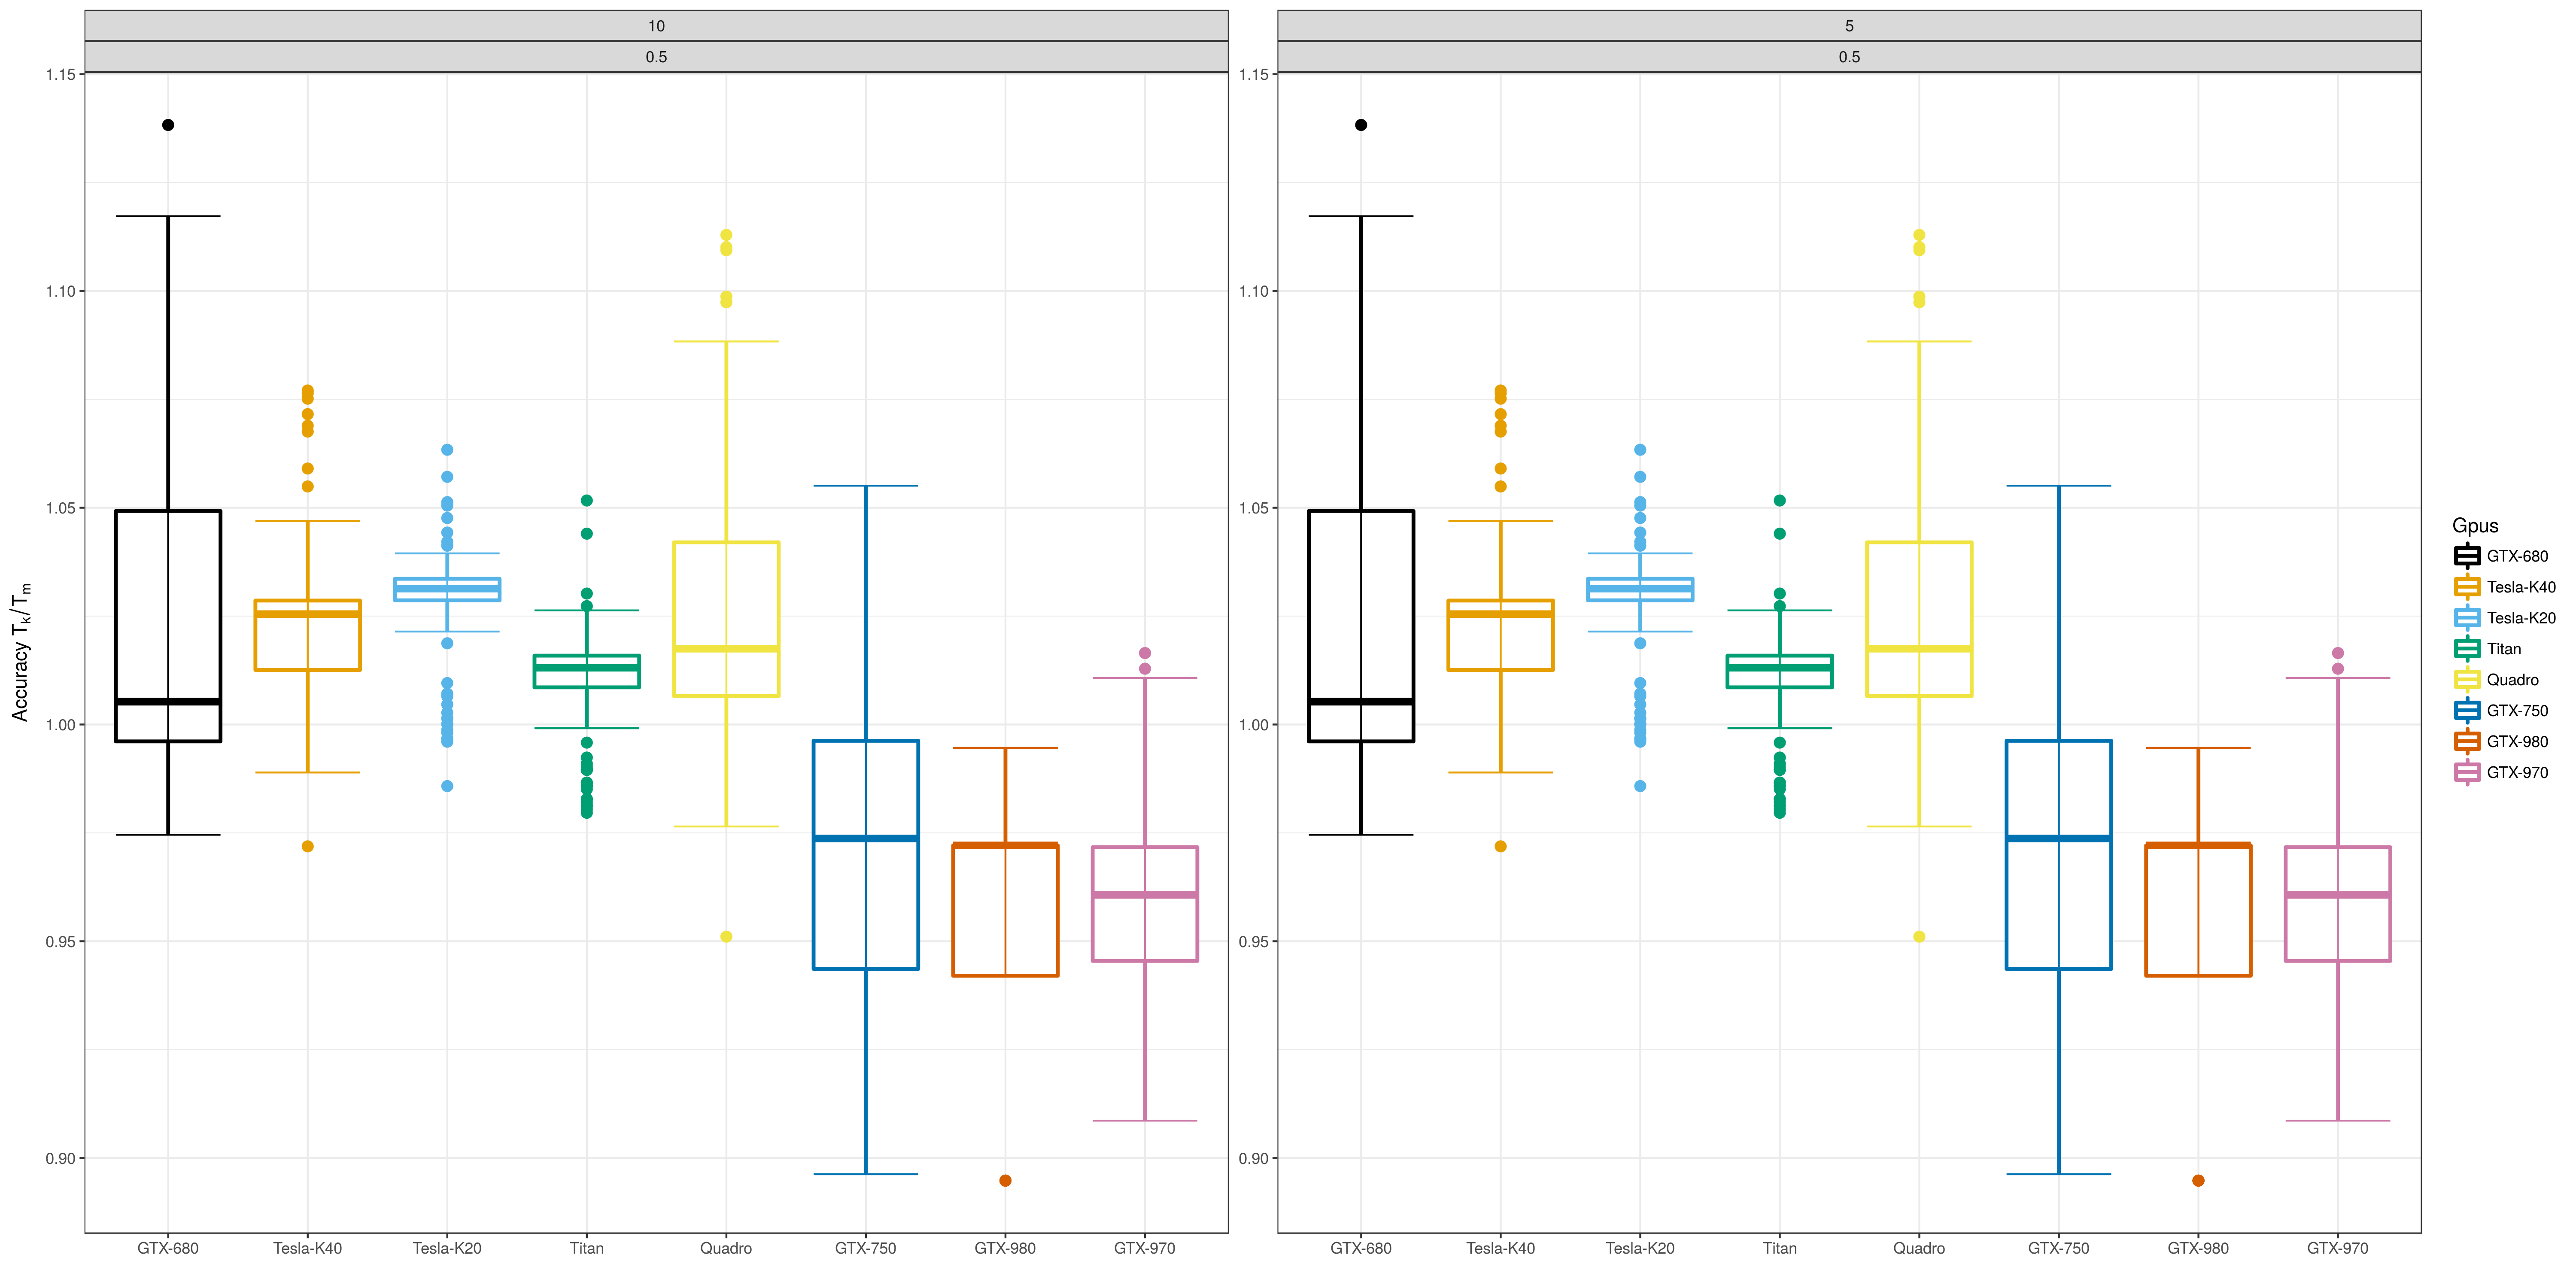 10
5
0.5
0.5
1.15
1.10
1.05
1.00
0.95
0.90
Accuracy Tk/Tm
GTX-680 Tesla-K40 Tesla-K20 Titan Quadro GTX-750 GTX-980 GTX-970
1.15
1.10
1.05
1.00
0.95
0.90
GTX-680 Tesla-K40 Tesla-K20 Titan Quadro GTX-750 GTX-980 GTX-970
Gpus
GTX-680
Tesla-K40
Tesla-K20
Titan
Quadro
GTX-750
GTX-980
GTX-970